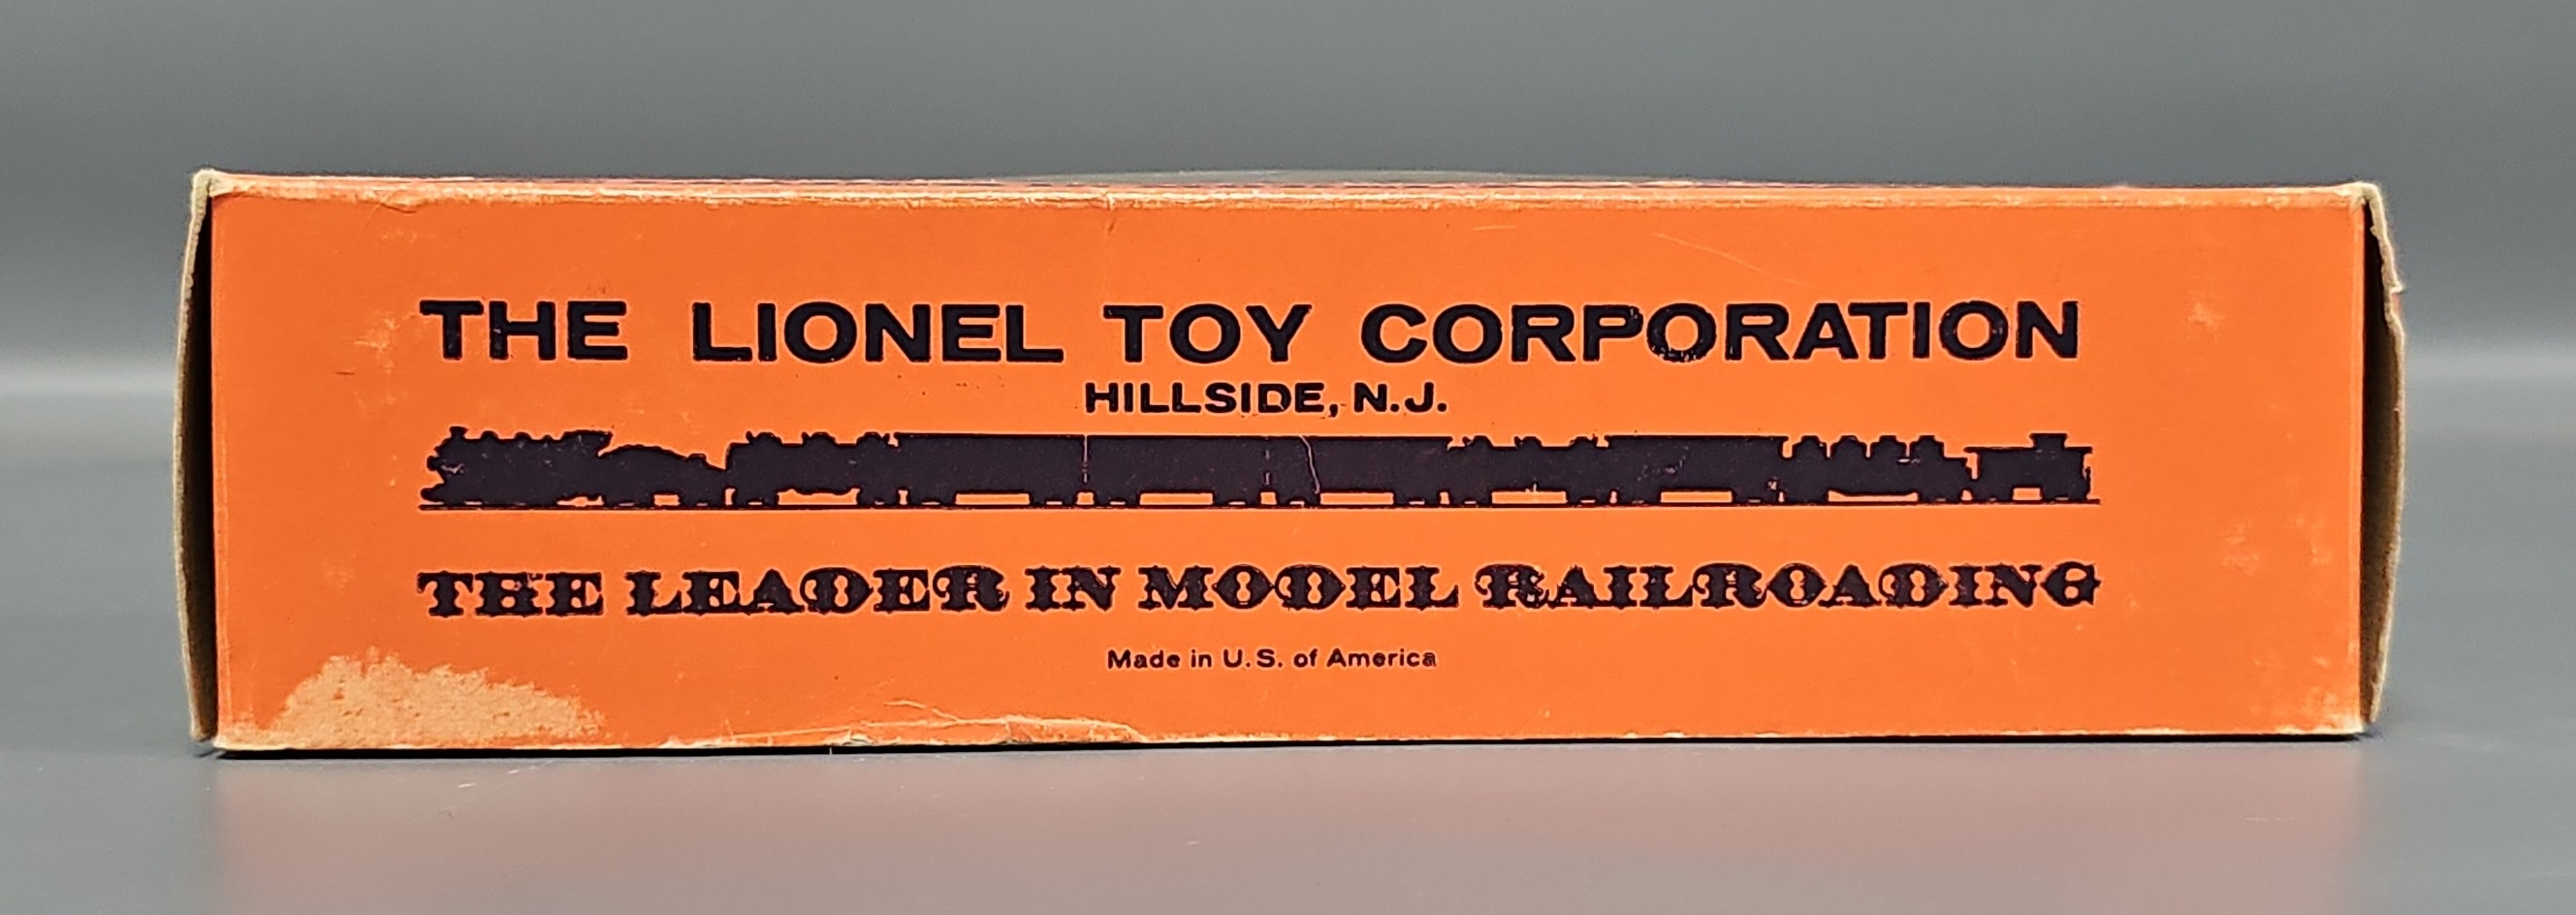 THE LIONEL TOY CORPORATION
HILLSIDE, N.J.
THE LEADER IN MODEL RAILROADING
Made in U.S. of America